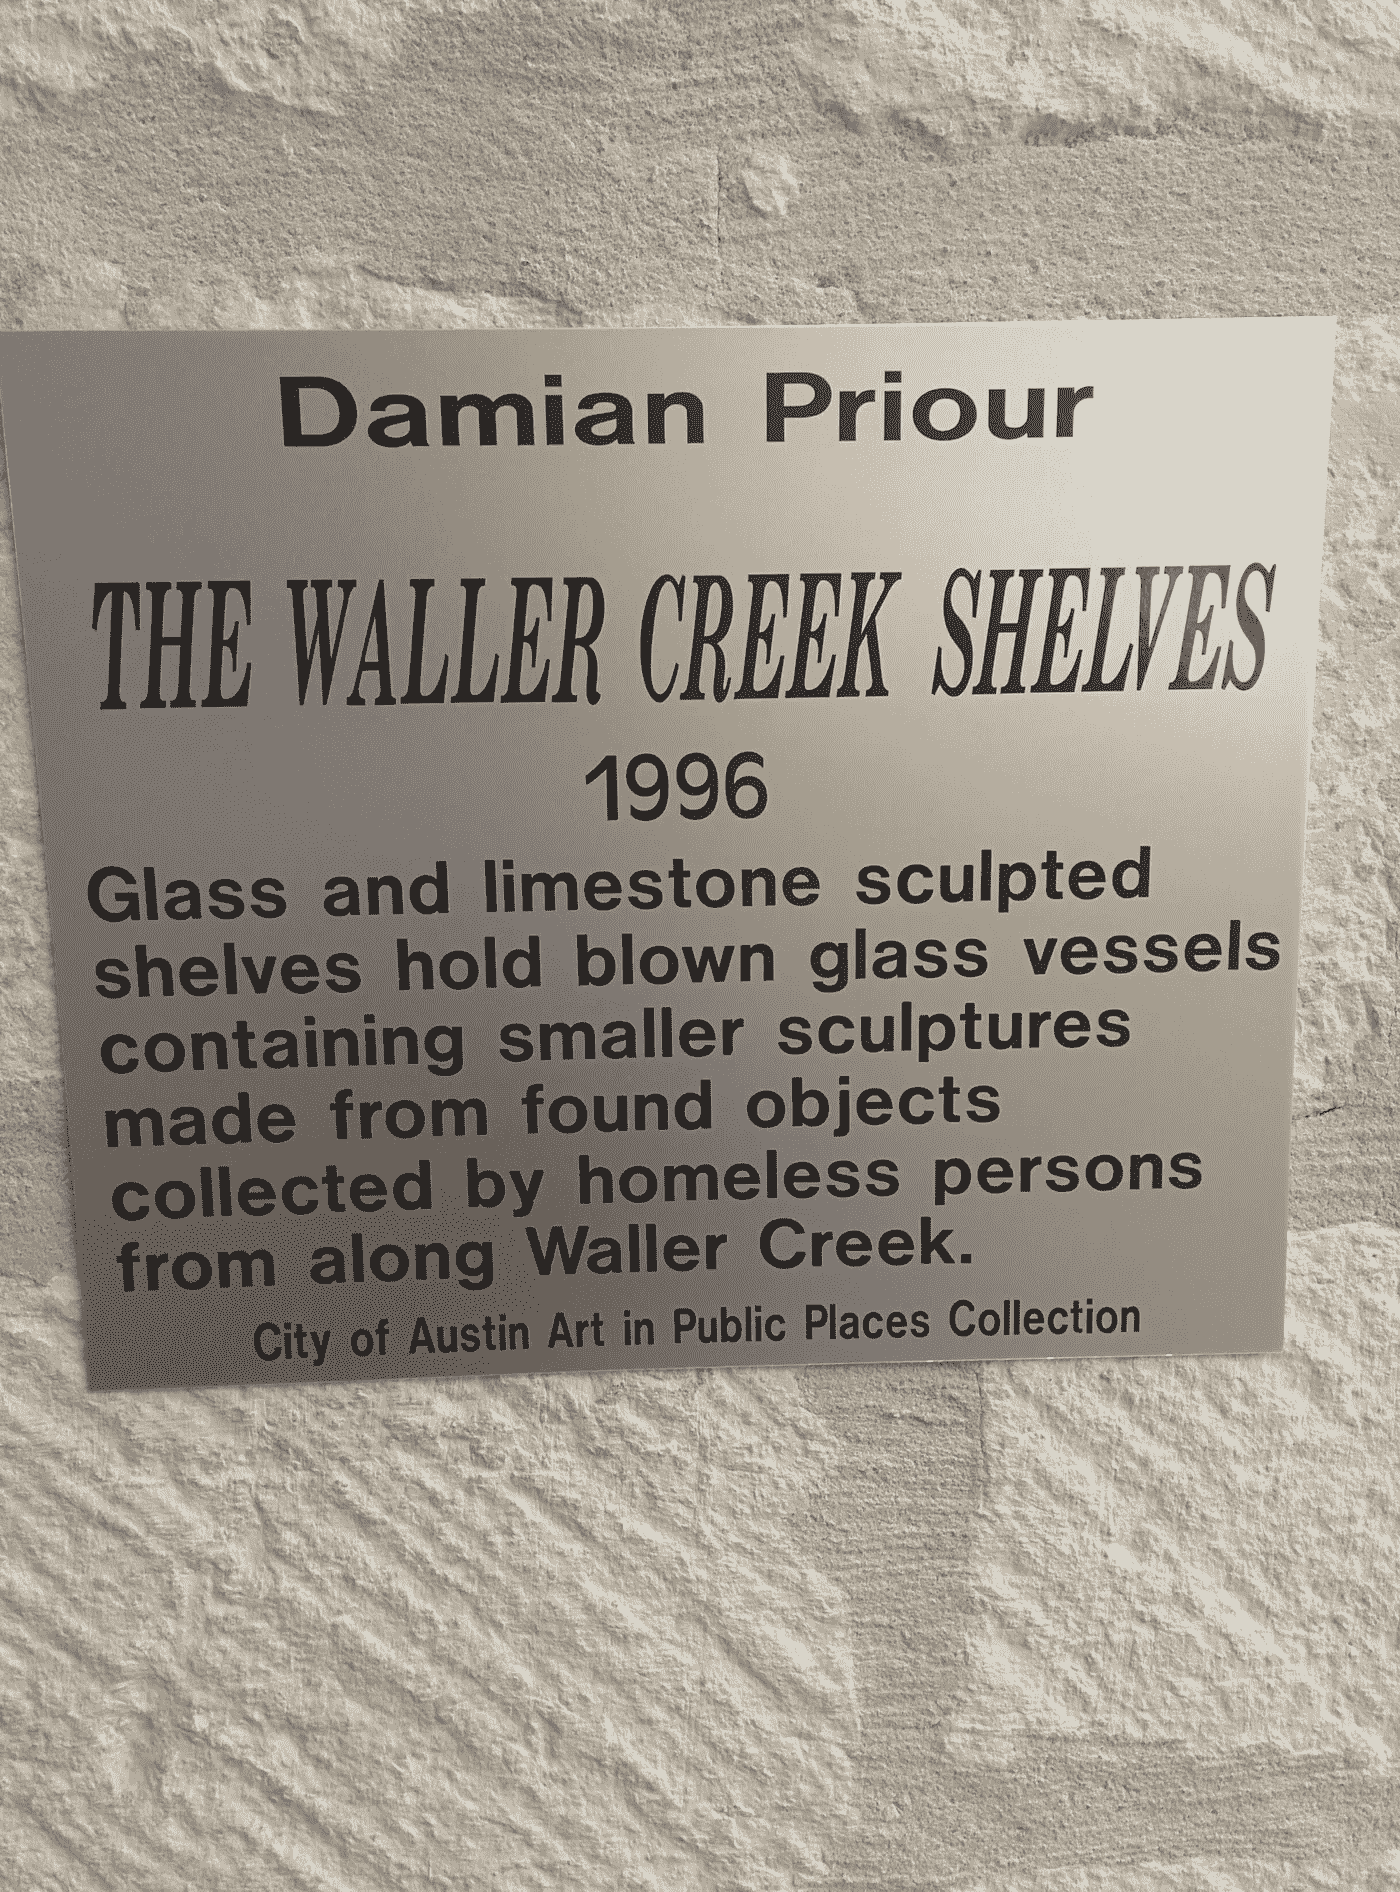 Damian Priour
THE WALLER CREEK SHELVES
1996
Glass and limestone sculpted
shelves hold blown glass vessels
containing smaller sculptures
made from found objects
collected by homeless persons
from along Waller Creek.
City of Austin Art in Public Places Collection